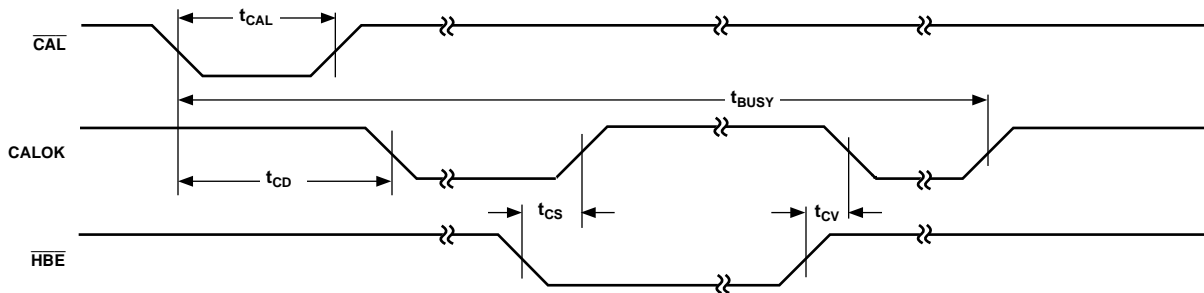 tCAL
CAL
tBUSY
CALOK
tCD
tCS
tCV
HBE